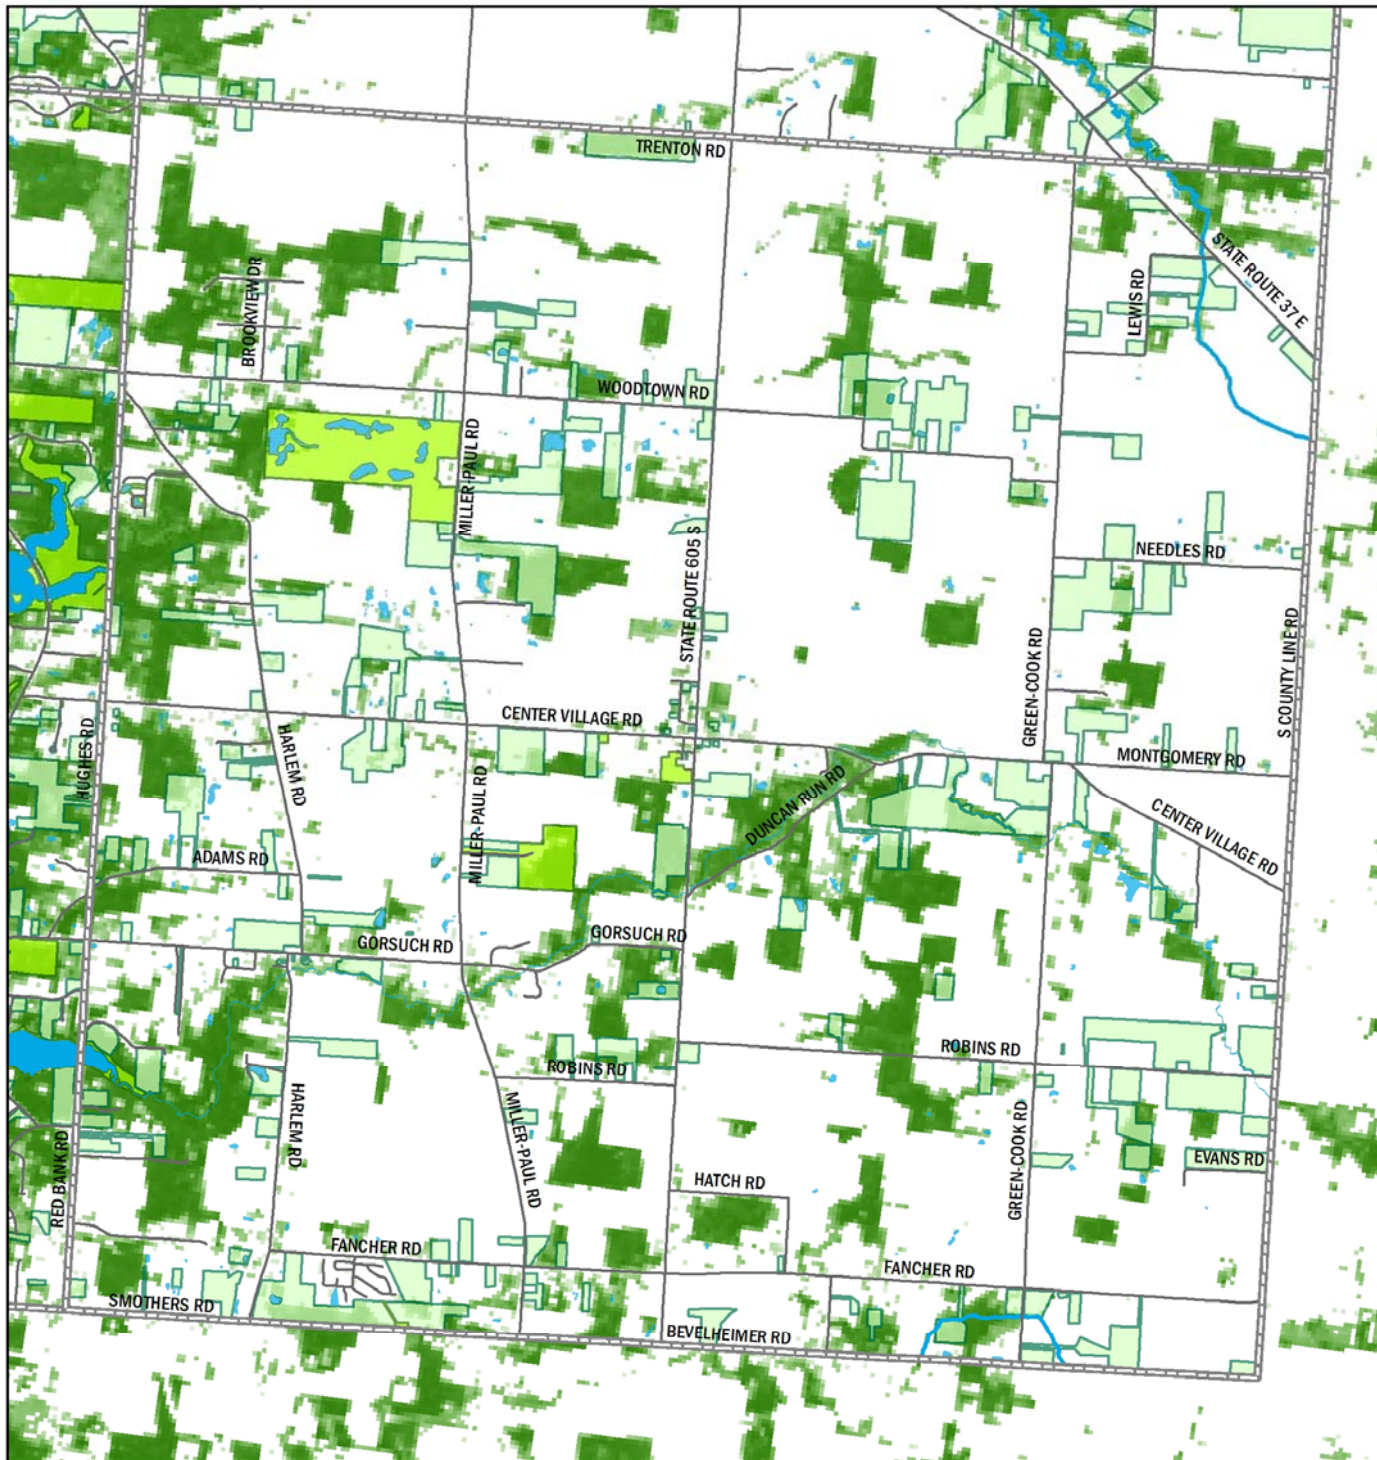 TRENTON RD
STATE ROUTE 37 E
BROOKVIEW DR
LEWIS RD
WOODTOWN RD
MILLER-PAUL RD
STATE ROUTE 605 S
NEEDLES RD
GREEN-COOK RD
S COUNTY LINE RD
CENTER VILLAGE RD
HUGHES RD
HARLEM RD
MONTGOMERY RD
MILLER-PAUL RD
DUNCAN RUN RD
CENTER VILLAGE RD
ADAMS RD
GORSUCH RD
GORSUCH RD
ROBINS RD
ROBINS RD
HARLEM RD
MILLER-PAUL RD
GREEN-COOK RD
RED BANK RD
EVANS RD
HATCH RD
FANCHER RD
FANCHER RD
SMOTHERS RD
BEVELHEIMER RD